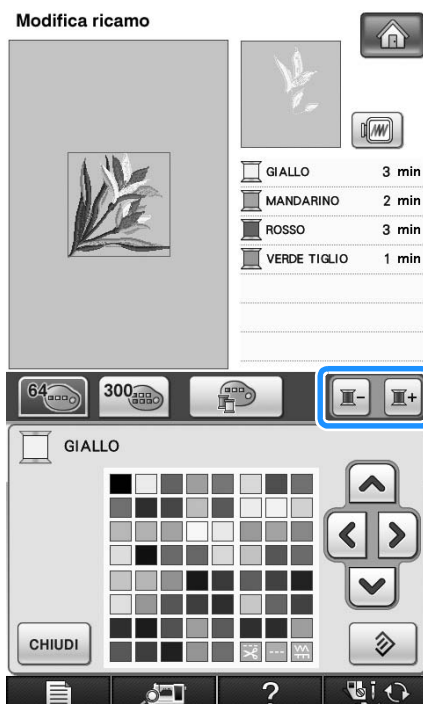 Modifica ricamo
GIALLO 3 min
MANDARINO 2 min
ROSSO 3 min
VERDE TIGLIO 1 min
64 300 - +
GIALLO
CHIUDI
? i